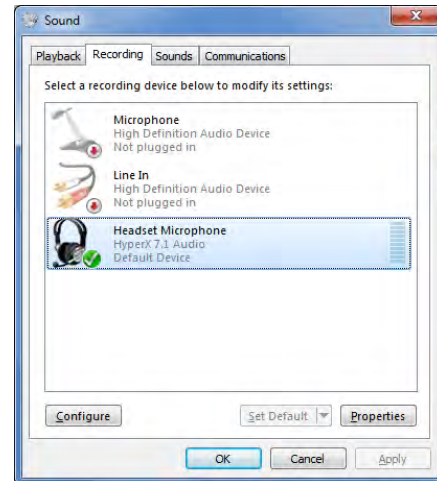 Sound
Playback Recording Sounds Communications
Select a recording device below to modify its settings:
Microphone
High Definition Audio Device
Not plugged in
Line In
High Definition Audio Device
Not plugged in
Headset Microphone
HyperX 7.1 Audio
Default Device
Configure Set Default Properties
OK Cancel Apply